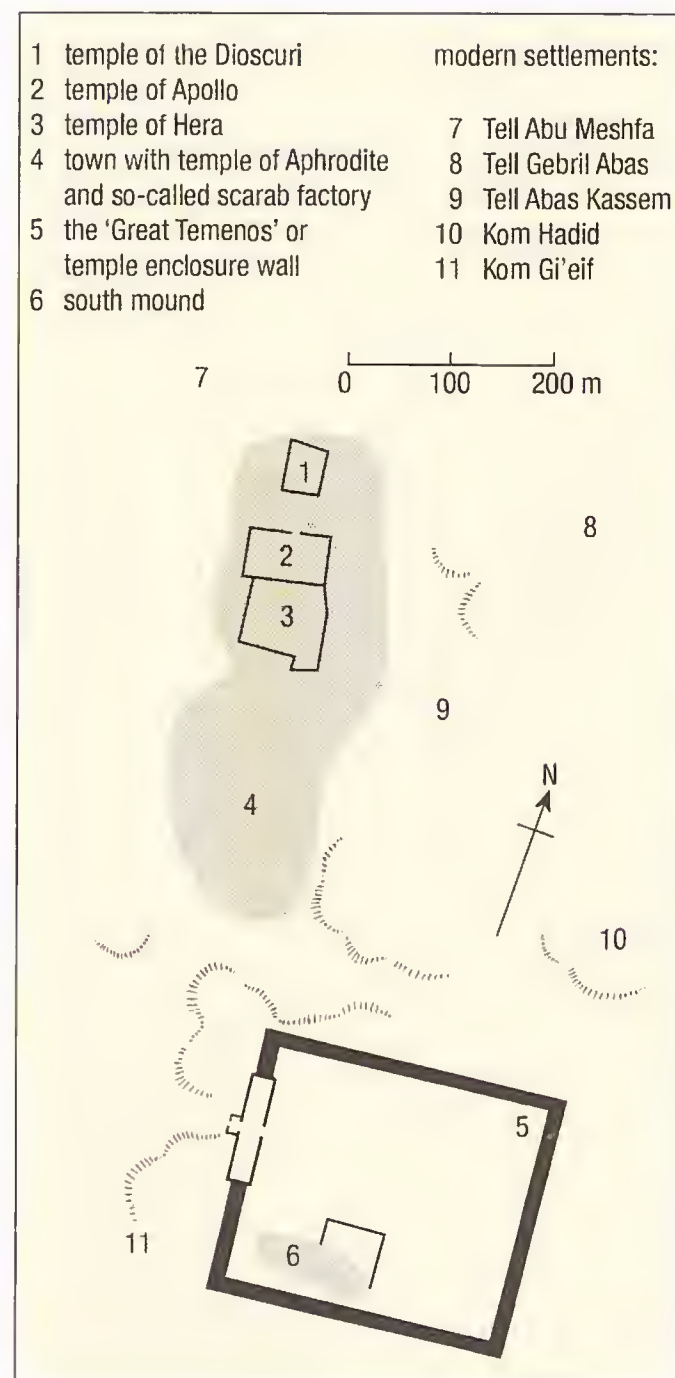 1 temple of the Dioscuri
2 temple of Apollo
3 temple of Hera
4 town with temple of Aphrodite
and so-called scarab factory
5 the ‘Great Temenos’ or
temple enclosure wall
6 south mound
modern settlements:
7 Tell Abu Meshfa
8 Tell Gebril Abas
9 Tell Abas Kassem
10 Kom Hadid
11 Kom Gi’eif
7
0 100 200 m
1
8
2
3
9
4
N
10
5
6
11